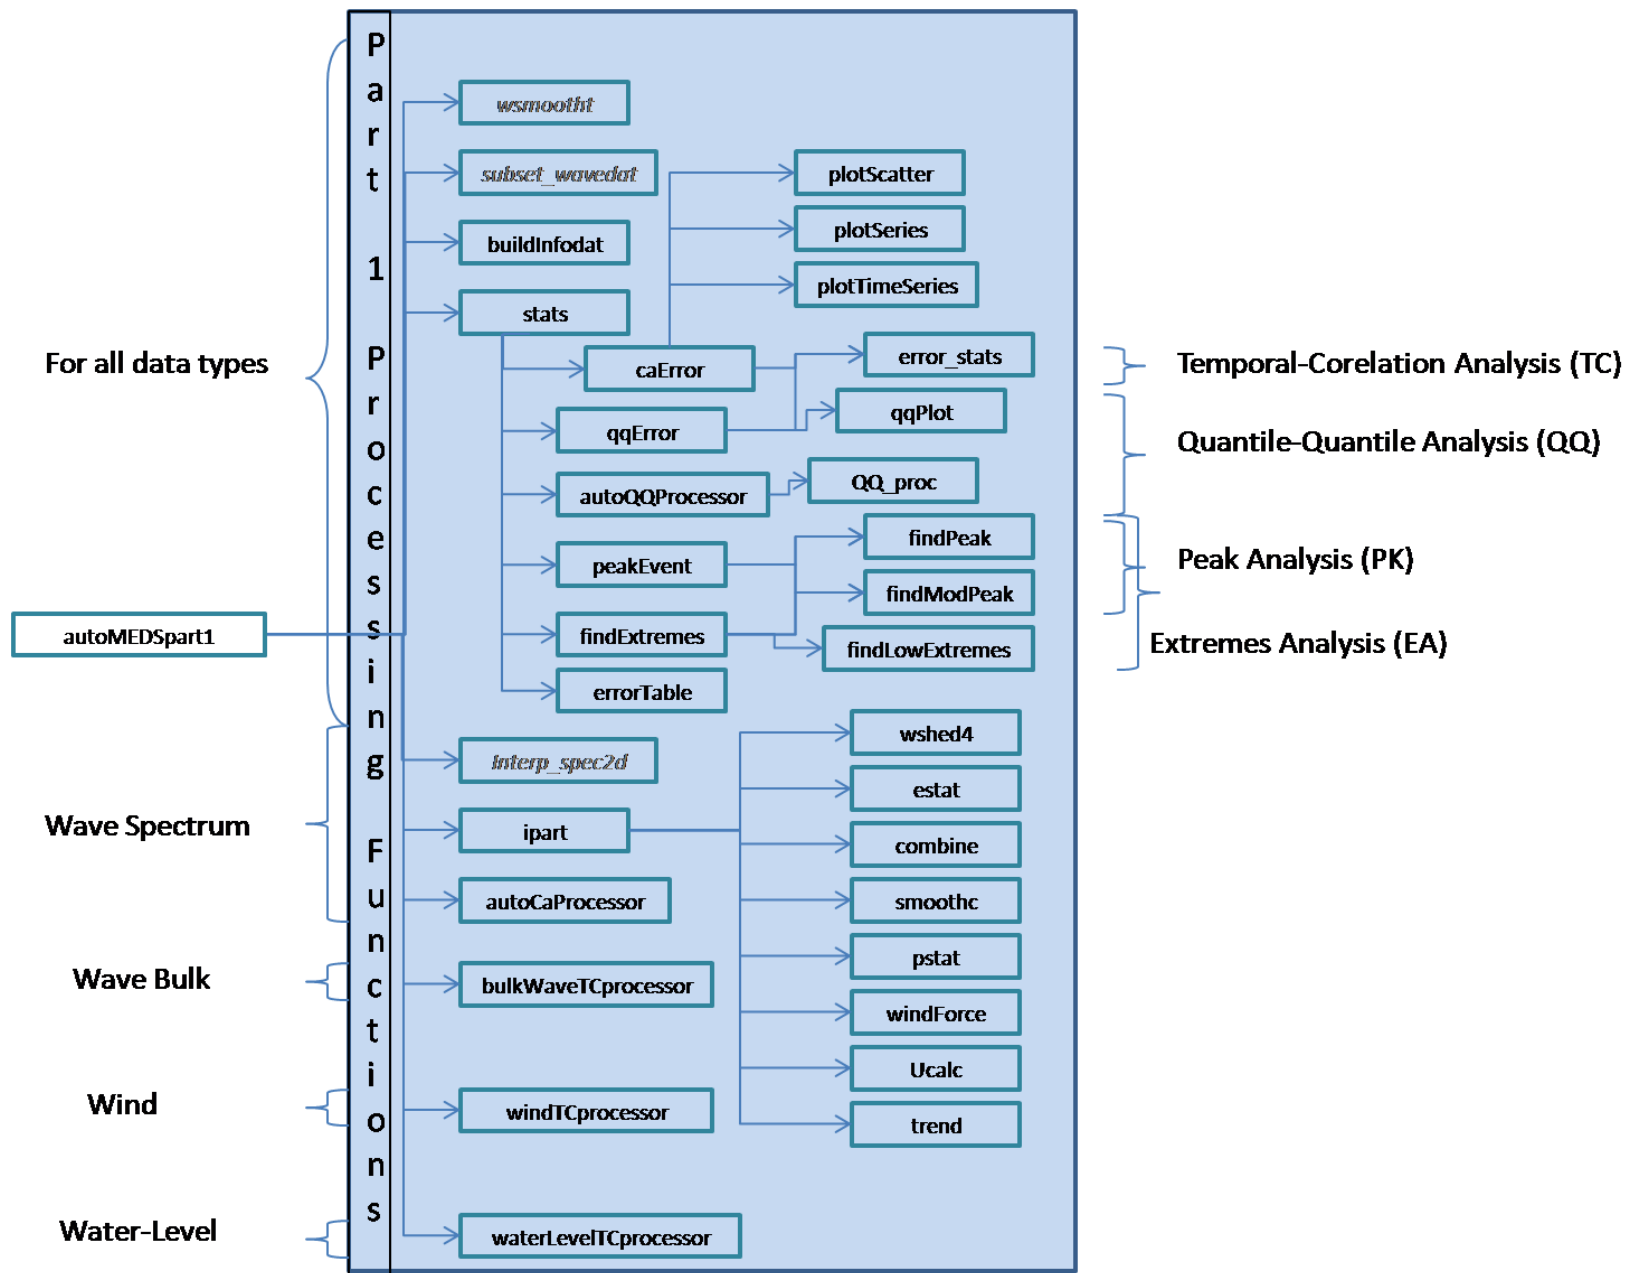 Part 1 Processing Functions
wsmootht
subset_wavedat
buildInfodat
stats
plotScatter
plotSeries
plotTimeSeries
For all data types
caError
error_stats
Temporal-Corelation Analysis (TC)
qqError
qqPlot
Quantile-Quantile Analysis (QQ)
autoQQProcessor
QQ_proc
peakEvent
findPeak
Peak Analysis (PK)
findModPeak
autoMEDSpart1
findExtremes
findLowExtremes
Extremes Analysis (EA)
errorTable
Interp_spec2d
wshed4
estat
Wave Spectrum
ipart
combine
autoCaProcessor
smoothc
pstat
Wave Bulk
bulkWaveTCprocessor
windForce
Ucalc
Wind
windTCprocessor
trend
Water-Level
waterLevelTCprocessor